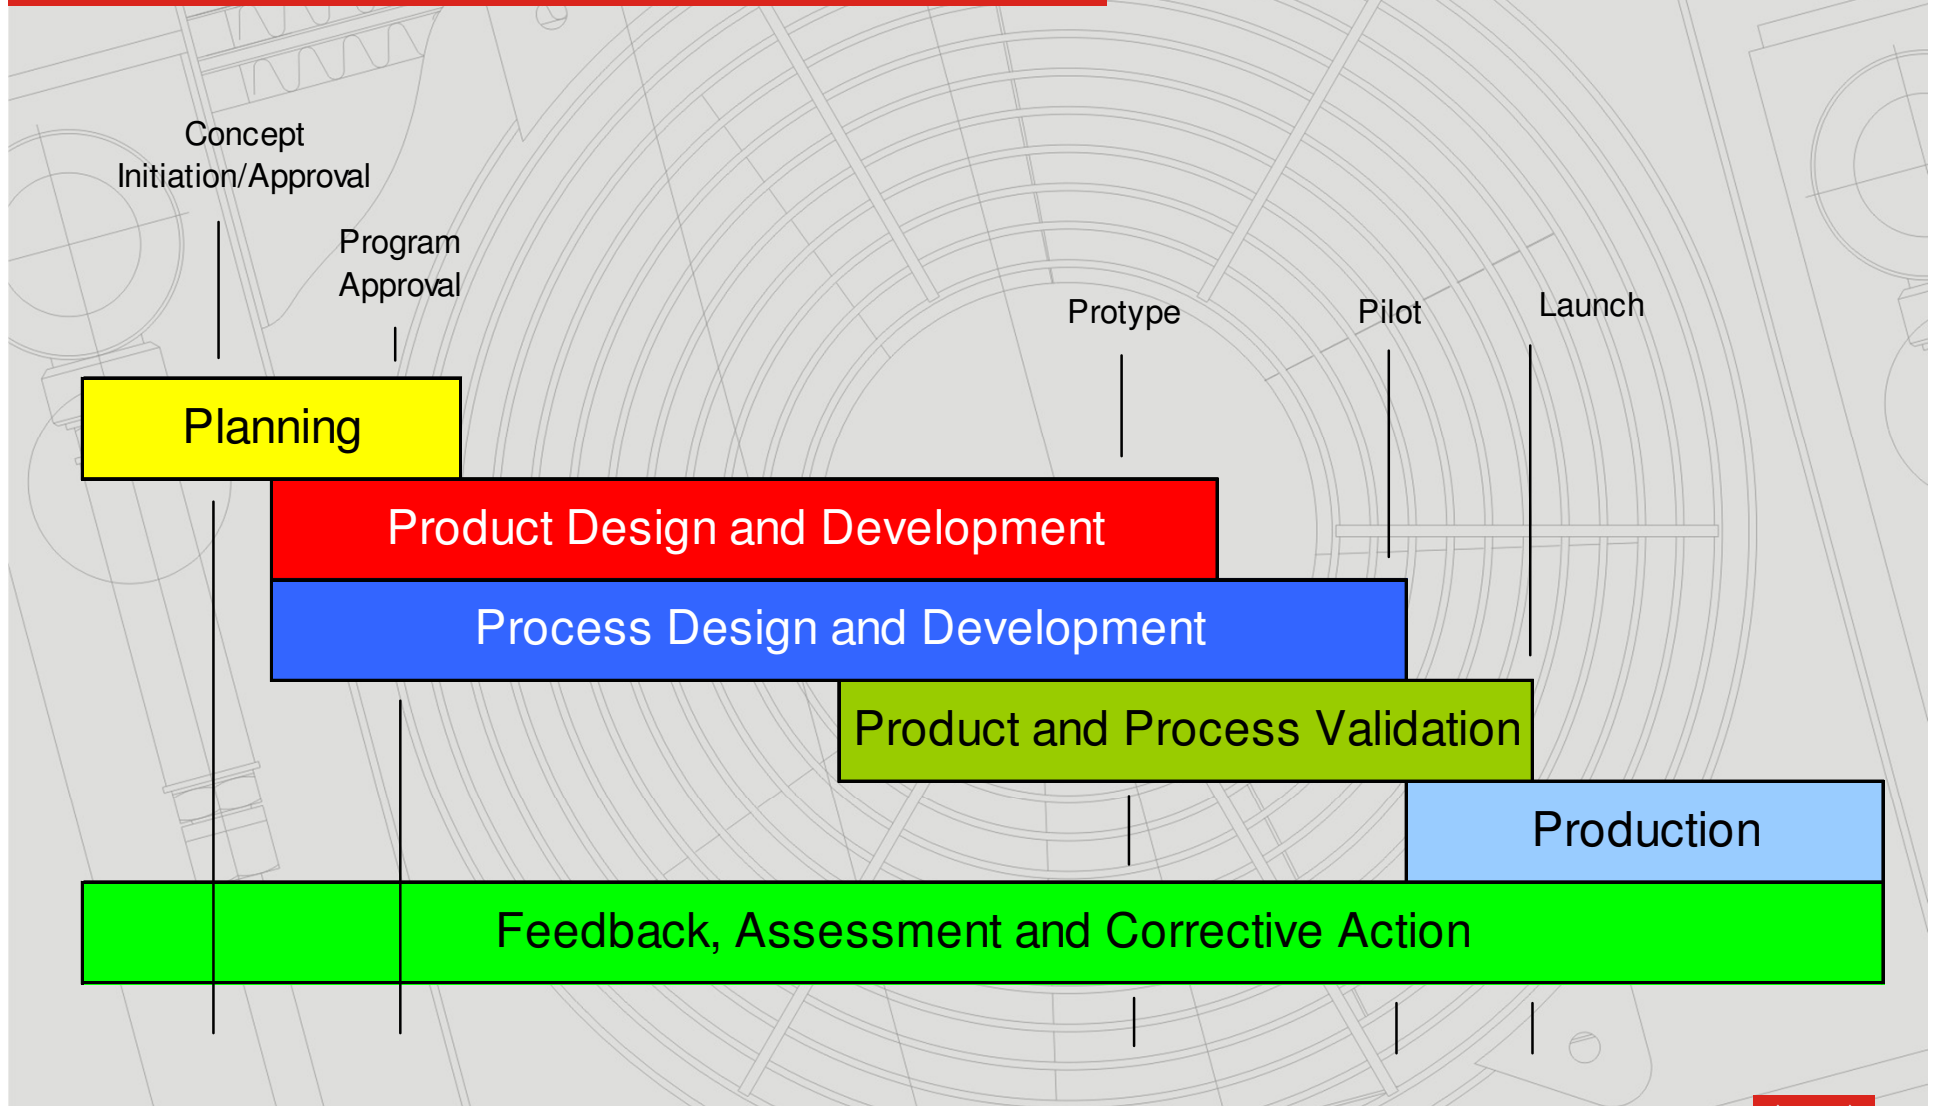 Concept
Initiation/Approval
Program
Approval
Protype
Pilot
Launch
Planning
Product Design and Development
Process Design and Development
Product and Process Validation
Production
Feedback, Assessment and Corrective Action